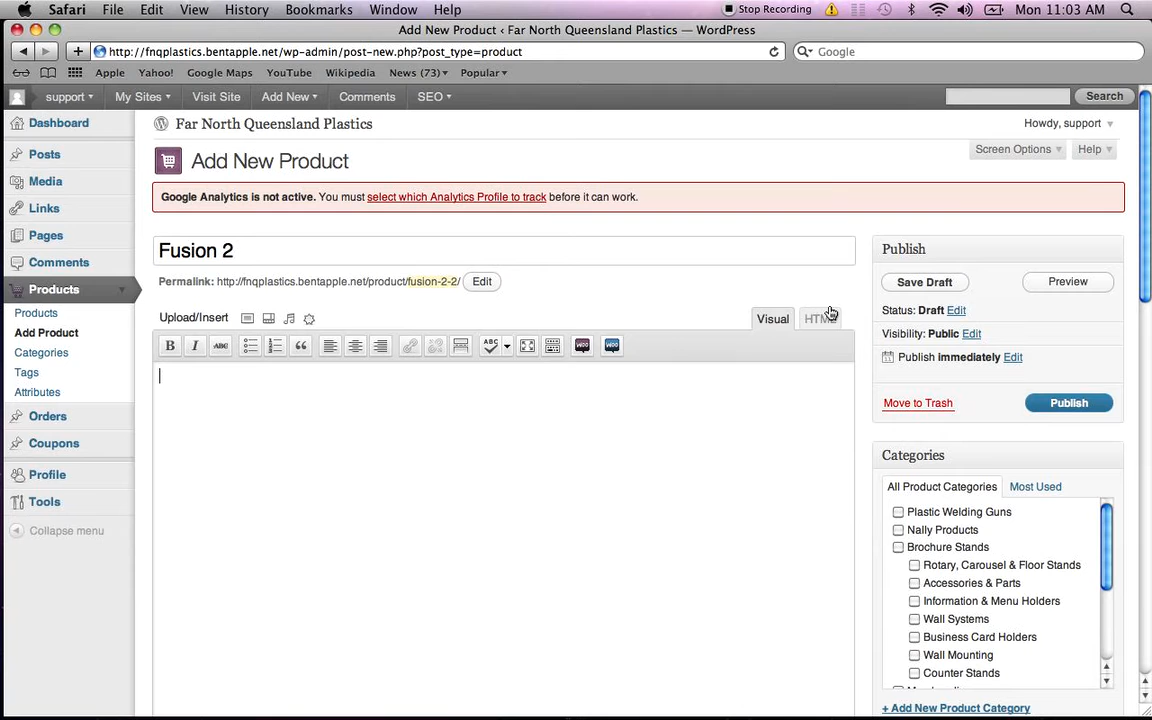 Safari File Edit View History Bookmarks Window Help Stop Recording Mon 11:03 AM
Add New Product ‹ Far North Queensland Plastics — WordPress
http://fnqplastics.bentapple.net/wp-admin/post-new.php?post_type=product Google
Apple Yahoo! Google Maps YouTube Wikipedia News (73) Popular
support My Sites Visit Site Add New Comments SEO Search
Dashboard
Posts
Media
Links
Pages
Comments
Products
Products
Add Product
Categories
Tags
Attributes
Orders
Coupons
Profile
Tools
Collapse menu
Far North Queensland Plastics Howdy, support
Add New Product Screen Options Help
Google Analytics is not active. You must select which Analytics Profile to track before it can work.
Fusion 2
Permalink: http://fnqplastics.bentapple.net/product/fusion-2-2/ Edit
Upload/Insert Visual HTML
B I ABC ABC WOO WOO
Publish
Save Draft Preview
Status: Draft Edit
Visibility: Public Edit
Publish immediately Edit
Move to Trash Publish
Categories
All Product Categories Most Used
Plastic Welding Guns
Nally Products
Brochure Stands
Rotary, Carousel & Floor Stands
Accessories & Parts
Information & Menu Holders
Wall Systems
Business Card Holders
Wall Mounting
Counter Stands
+ Add New Product Category